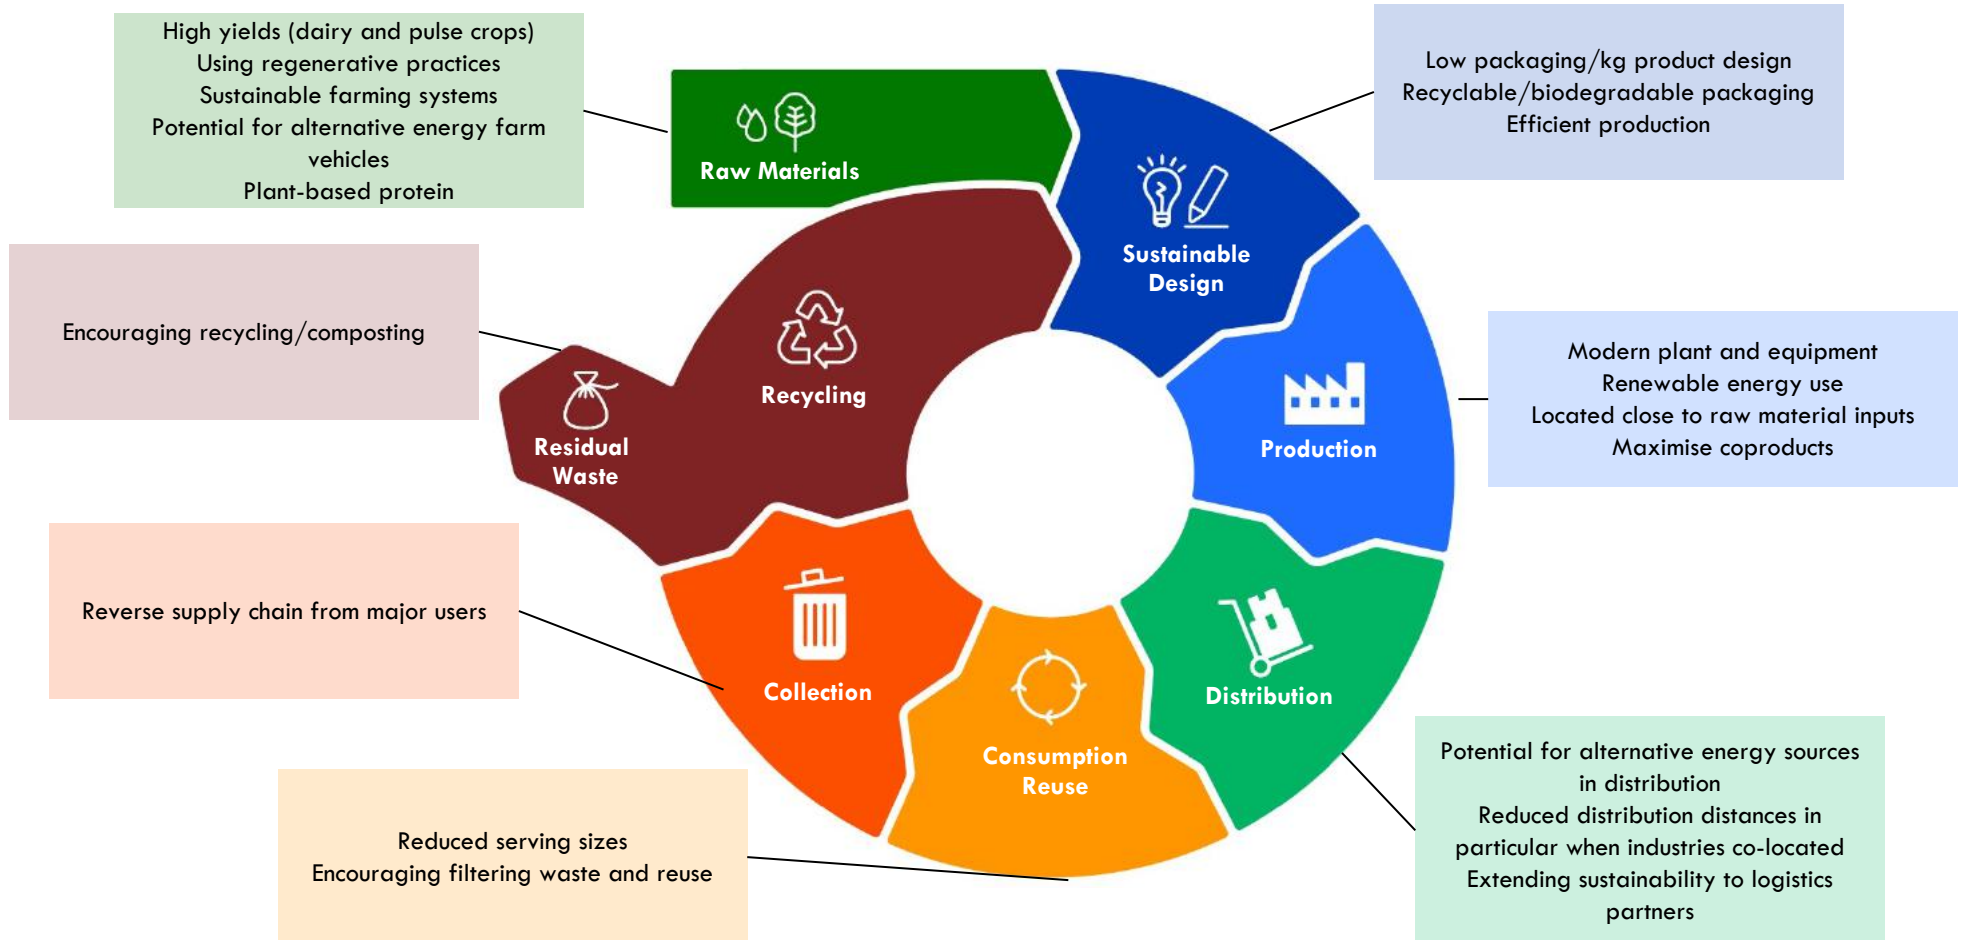 High yields (dairy and pulse crops)
Using regenerative practices
Sustainable farming systems
Potential for alternative energy farm
vehicles
Plant-based protein
Raw Materials
Low packaging/kg product design
Recyclable/biodegradable packaging
Efficient production
Sustainable
Design
Encouraging recycling/composting
Recycling
Residual
Waste
Production
Modern plant and equipment
Renewable energy use
Located close to raw material inputs
Maximise coproducts
Reverse supply chain from major users
Collection
Distribution
Consumption
Reuse
Potential for alternative energy sources
in distribution
Reduced distribution distances in
particular when industries co-located
Extending sustainability to logistics
partners
Reduced serving sizes
Encouraging filtering waste and reuse